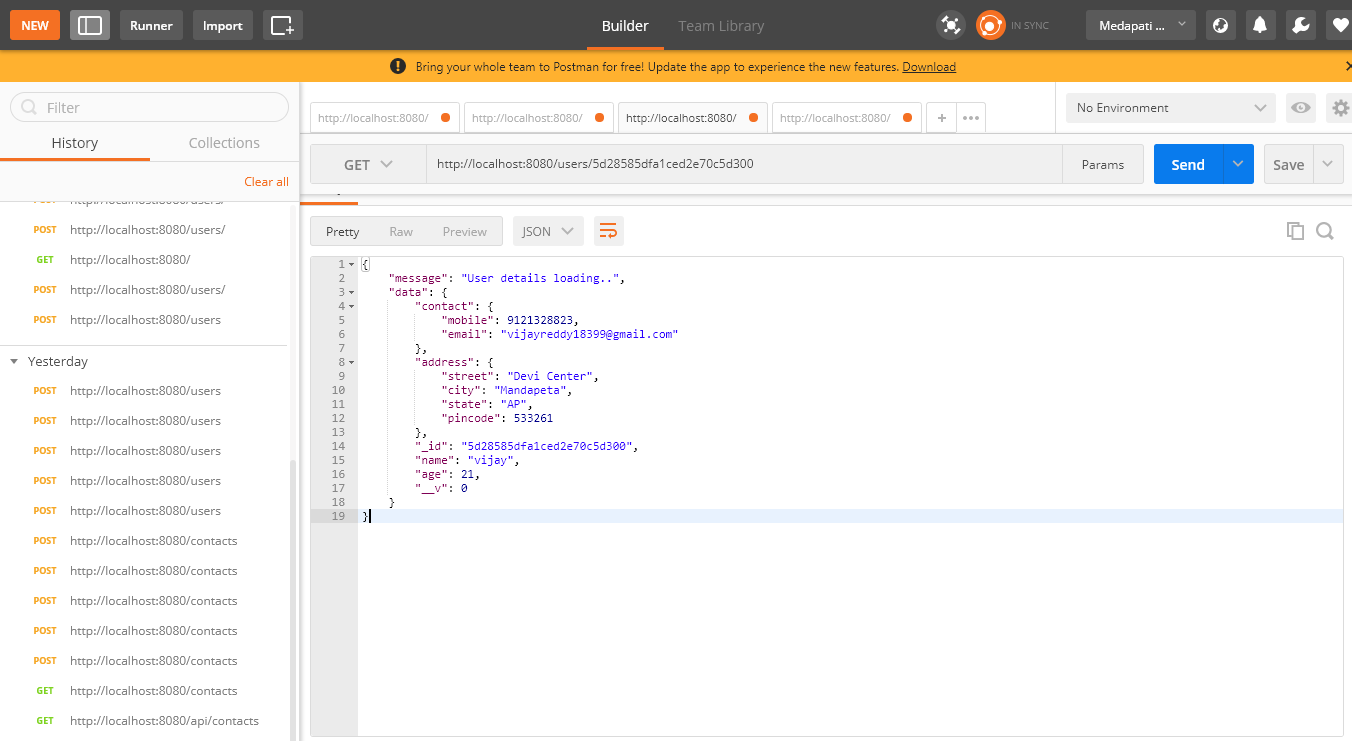 NEW Runner Import Builder Team Library IN SYNC Medapati ...
Bring your whole team to Postman for free! Update the app to experience the new features. Download
Filter
History Collections
Clear all
POST http://localhost:8080/users/
POST http://localhost:8080/users/
GET http://localhost:8080/
POST http://localhost:8080/users/
POST http://localhost:8080/users
Yesterday
POST http://localhost:8080/users
POST http://localhost:8080/users
POST http://localhost:8080/users
POST http://localhost:8080/users
POST http://localhost:8080/users
POST http://localhost:8080/contacts
POST http://localhost:8080/contacts
POST http://localhost:8080/contacts
POST http://localhost:8080/contacts
POST http://localhost:8080/contacts
GET http://localhost:8080/contacts
GET http://localhost:8080/api/contacts
http://localhost:8080/ http://localhost:8080/ http://localhost:8080/ http://localhost:8080/ + ••• No Environment
GET http://localhost:8080/users/5d28585dfa1ced2e70c5d300 Params Send Save
Pretty Raw Preview JSON
1 {
2 "message": "User details loading..",
3 "data": {
4 "contact": {
5 "mobile": 9121328823,
6 "email": "vijayreddy18399@gmail.com"
7 },
8 "address": {
9 "street": "Devi Center",
10 "city": "Mandapeta",
11 "state": "AP",
12 "pincode": 533261
13 },
14 "_id": "5d28585dfa1ced2e70c5d300",
15 "name": "vijay",
16 "age": 21,
17 "__v": 0
18 }
19 }